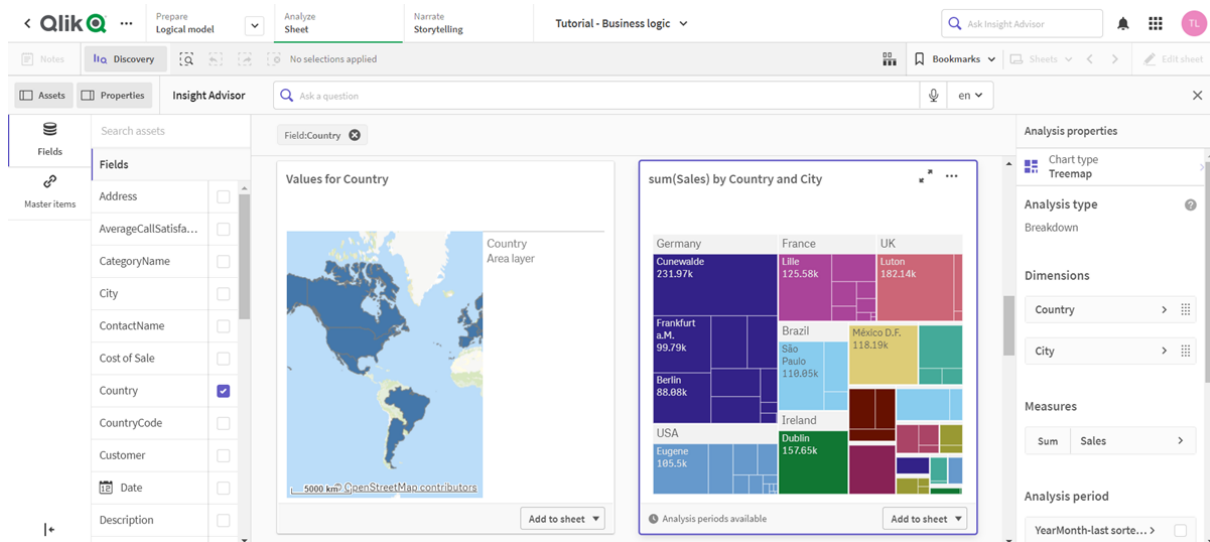 Qlik
Prepare
Logical model
Analyze
Sheet
Narrate
Storytelling
Tutorial - Business logic
Ask Insight Advisor
TL
Notes
Discovery
No selections applied
Bookmarks
Sheets
Edit sheet
Assets
Properties
Insight Advisor
Ask a question
en
Fields
Master items
Search assets
Fields
Address
AverageCallSatisfa...
CategoryName
City
ContactName
Cost of Sale
Country
CountryCode
Customer
Date
Description
Field:Country
Values for Country
Country
Area layer
5000 km
© OpenStreetMap contributors
Add to sheet
sum(Sales) by Country and City
Germany
Cunewalde
231.97k
Frankfurt
a.M.
99.79k
Berlin
88.08k
USA
Eugene
105.5k
France
Lille
125.58k
UK
Luton
182.14k
Brazil
São
Paulo
110.05k
México D.F.
118.19k
Ireland
Dublin
157.65k
Analysis periods available
Add to sheet
Analysis properties
Chart type
Treemap
Analysis type
Breakdown
Dimensions
Country
City
Measures
Sum Sales
Analysis period
YearMonth-last sorte...